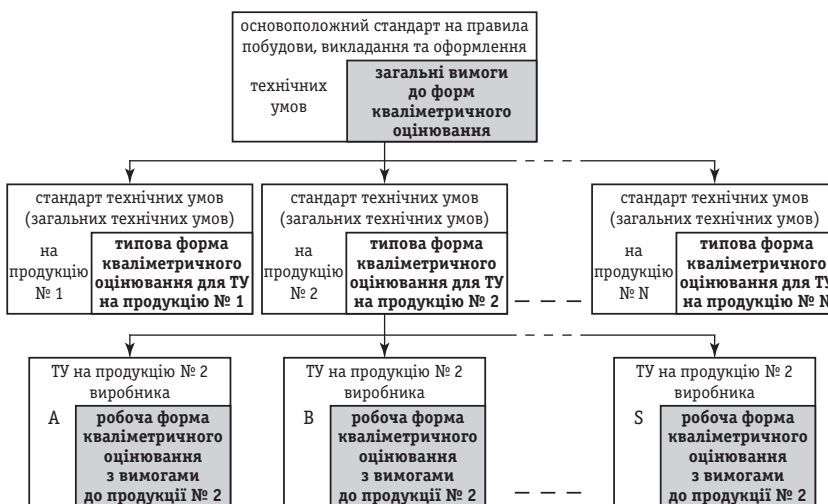 основоположний стандарт на правила
побудови, викладання та оформлення
технічних
умов
загальні вимоги
до форм
кваліметричного
оцінювання
стандарт технічних умов
(загальних технічних умов)
на
продукцію
№ 1
типова форма
кваліметричного
оцінювання для ТУ
на продукцію № 1
стандарт технічних умов
(загальних технічних умов)
на
продукцію
№ 2
типова форма
кваліметричного
оцінювання для ТУ
на продукцію № 2
стандарт технічних умов
(загальних технічних умов)
на
продукцію
№ N
типова форма
кваліметричного
оцінювання для ТУ
на продукцію № N
ТУ на продукцію № 2
виробника
A
робоча форма
кваліметричного
оцінювання
з вимогами
до продукції № 2
ТУ на продукцію № 2
виробника
B
робоча форма
кваліметричного
оцінювання
з вимогами
до продукції № 2
ТУ на продукцію № 2
виробника
S
робоча форма
кваліметричного
оцінювання
з вимогами
до продукції № 2